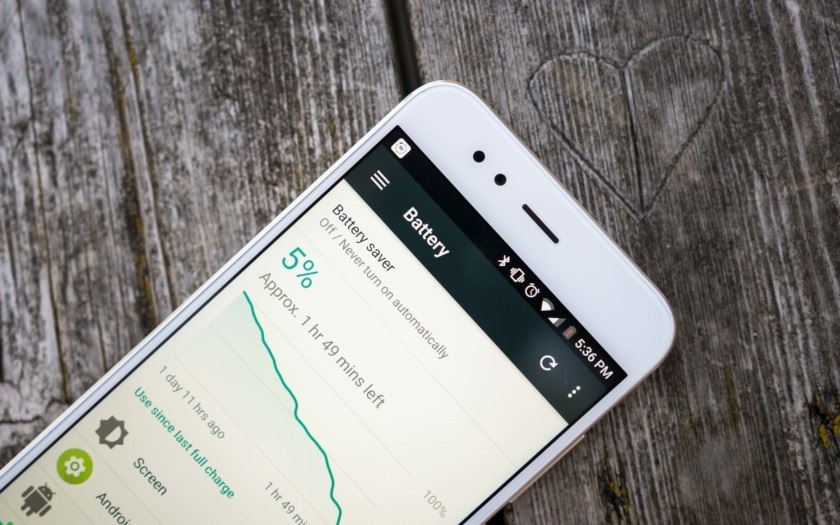 5:36 PM
Battery
Battery saver
Off / Never turn on automatically
5%
Approx. 1 hr 49 mins left
100%
1 day 11 hrs ago
1 hr 49 min
Use since last full charge
Screen
Androi